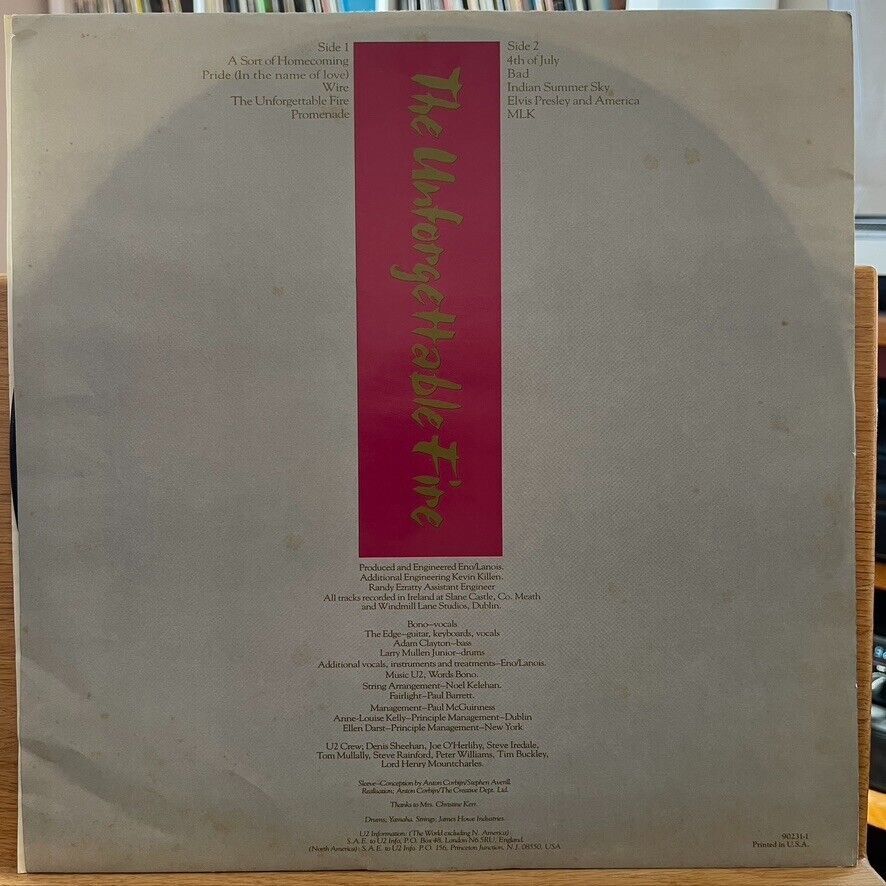 Side 1
A Sort of Homecoming
Pride (In the name of love)
Wire
The Unforgettable Fire
Promenade
Side 2
4th of July
Bad
Indian Summer Sky
Elvis Presley and America
MLK
The Unforgettable Fire
Produced and Engineered Eno/Lanois.
Additional Engineering Kevin Killen.
Randy Ezratty Assistant Engineer
All tracks recorded in Ireland at Slane Castle, Co. Meath
and Windmill Lane Studios, Dublin.
Bono–vocals
The Edge–guitar, keyboards, vocals
Adam Clayton–bass
Larry Mullen Junior–drums
Additional vocals, instruments and treatments–Eno/Lanois.
Music U2, Words Bono.
String Arrangement–Noel Kelehan.
Fairlight–Paul Barrett.
Management–Paul McGuinness
Anne-Louise Kelly–Principle Management–Dublin
Ellen Darst–Principle Management–New York
U2 Crew; Denis Sheehan, Joe O'Herlihy, Steve Iredale,
Tom Mullally, Steve Rainford, Peter Williams, Tim Buckley,
Lord Henry Mountcharles.
Sleeve–Conception by Anton Corbijn/Stephen Averill.
Realisation; Anton Corbijn/The Creative Dept. Ltd.
Thanks to Mrs. Christine Kerr.
Drums, Yamaha. Strings, James Howe Industries.
U2 Information: (The World excluding N. America)
S.A.E. to U2 Info, P.O. Box 48, London N6 5RU, England.
(North America): S.A.E. to U2 Info. P.O. 156, Princeton Junction, N.J. 08550, USA
90231-1
Printed in U.S.A.